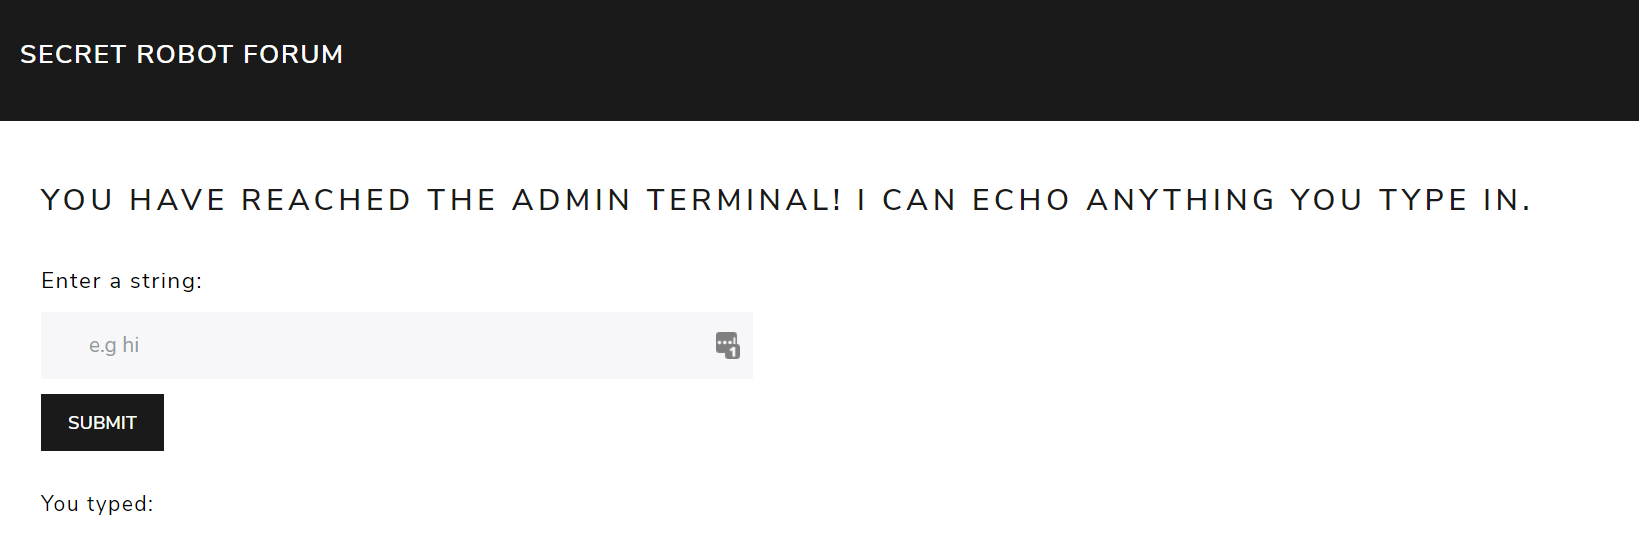 SECRET ROBOT FORUM
YOU HAVE REACHED THE ADMIN TERMINAL! I CAN ECHO ANYTHING YOU TYPE IN.
Enter a string:
e.g hi
1
SUBMIT
You typed: